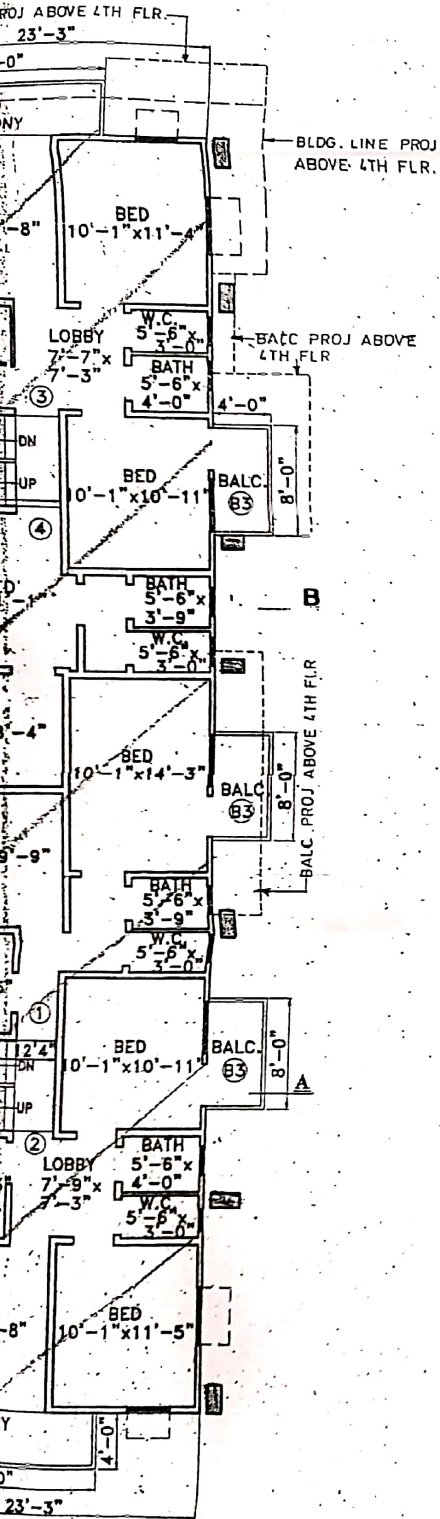 PROJ ABOVE 4TH FLR.
23'-3"
-0"
ONY
BLDG. LINE PROJ
ABOVE 4TH FLR.
-8"
BED
10'-1"x11'-4"
W.C.
5'-6"x
3'-0"
LOBBY
7'-7"x
7'-3"
BALC PROJ ABOVE
4TH FLR
BATH
5'-6"x
4'-0"
4'-0"
3
DN
UP
BED
10'-1"x10'-11"
BALC.
B3
8'-0"
4
BATH
5'-6"x
3'-9"
B
W.C.
5'-6"x
3'-0"
-4"
BED
10'-1"x14'-3"
BALC
B3
8'-0"
BALC PROJ ABOVE 4TH FLR
9'-9"
BATH
5'-6"x
3'-9"
W.C.
5'-6"x
3'-0"
1
2'4"
DN
UP
BED
10'-1"x10'-11"
BALC.
B3
8'-0"
A
2
LOBBY
7'-9"x
7'-3"
BATH
5'-6"x
4'-0"
W.C.
5'-6"x
3'-0"
-8"
BED
10'-1"x11'-5"
Y
4'-0"
0"
23'-3"